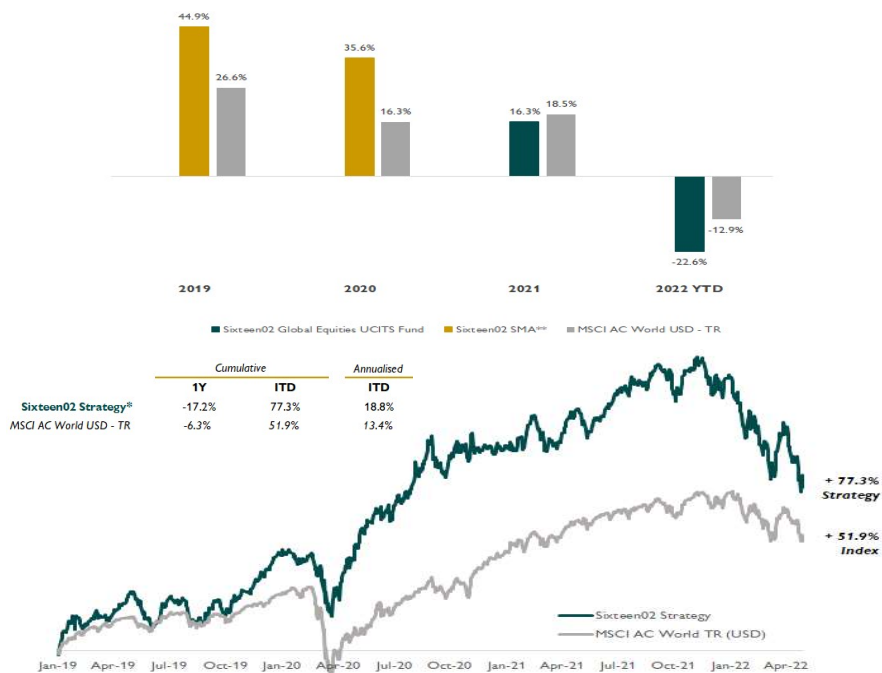 44.9%
26.6%
35.6%
16.3%
16.3%
18.5%
-22.6%
-12.9%
2019 2020 2021 2022 YTD
Sixteen02 Global Equities UCITS Fund Sixteen02 SMA** MSCI AC World USD - TR
Cumulative Annualised
1Y ITD ITD
Sixteen02 Strategy* -17.2% 77.3% 18.8%
MSCI AC World USD - TR -6.3% 51.9% 13.4%
+ 77.3%
Strategy
+ 51.9%
Index
Sixteen02 Strategy
MSCI AC World TR (USD)
Jan-19 Apr-19 Jul-19 Oct-19 Jan-20 Apr-20 Jul-20 Oct-20 Jan-21 Apr-21 Jul-21 Oct-21 Jan-22 Apr-22